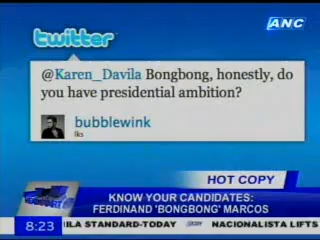 ANC
twitter
@Karen_Davila Bongbong, honestly, do
you have presidential ambition?
bubblewink
lks
HOT COPY
KNOW YOUR CANDIDATES:
FERDINAND 'BONGBONG' MARCOS
8:23
ILA STANDARD-TODAY
NACIONALISTA LIFTS